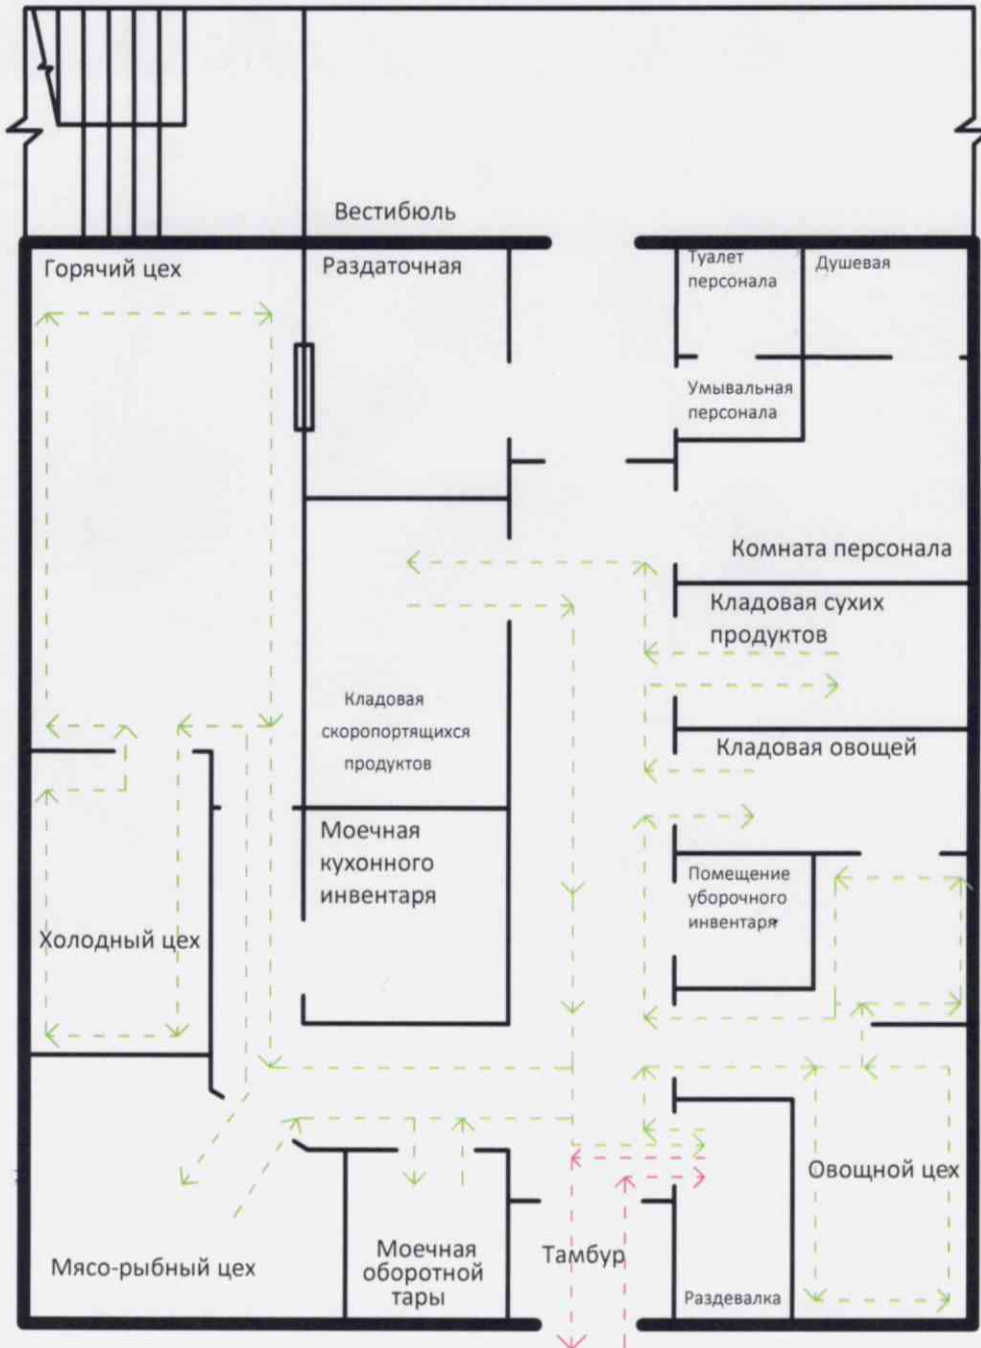 Вестибюль
Горячий цех
Раздаточная
Туалет
персонала
Душевая
Умывальная
персонала
Комната персонала
Кладовая сухих
продуктов
Кладовая
скоропортящихся
продуктов
Кладовая овощей
Моечная
кухонного
инвентаря
Помещение
уборочного
инвентаря
Холодный цех
Овощной цех
Мясо-рыбный цех
Моечная
оборотной
тары
Тамбур
Раздевалка